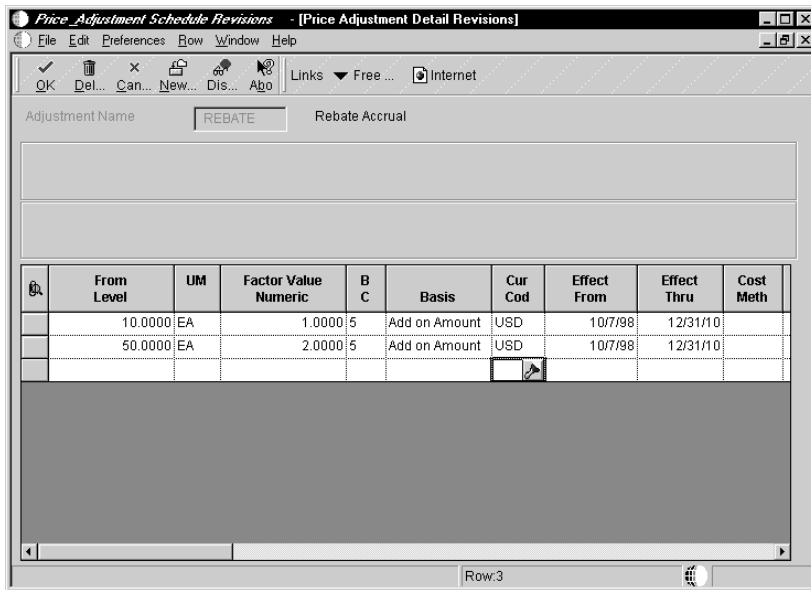 Price_Adjustment Schedule Revisions - [Price Adjustment Detail Revisions]
File Edit Preferences Row Window Help
OK Del... Can... New... Dis... Abo Links Free ... Internet
Adjustment Name REBATE Rebate Accrual
From Level UM Factor Value Numeric B C Basis Cur Cod Effect From Effect Thru Cost Meth
10.0000 EA 1.0000 5 Add on Amount USD 10/7/98 12/31/10
50.0000 EA 2.0000 5 Add on Amount USD 10/7/98 12/31/10
Row:3